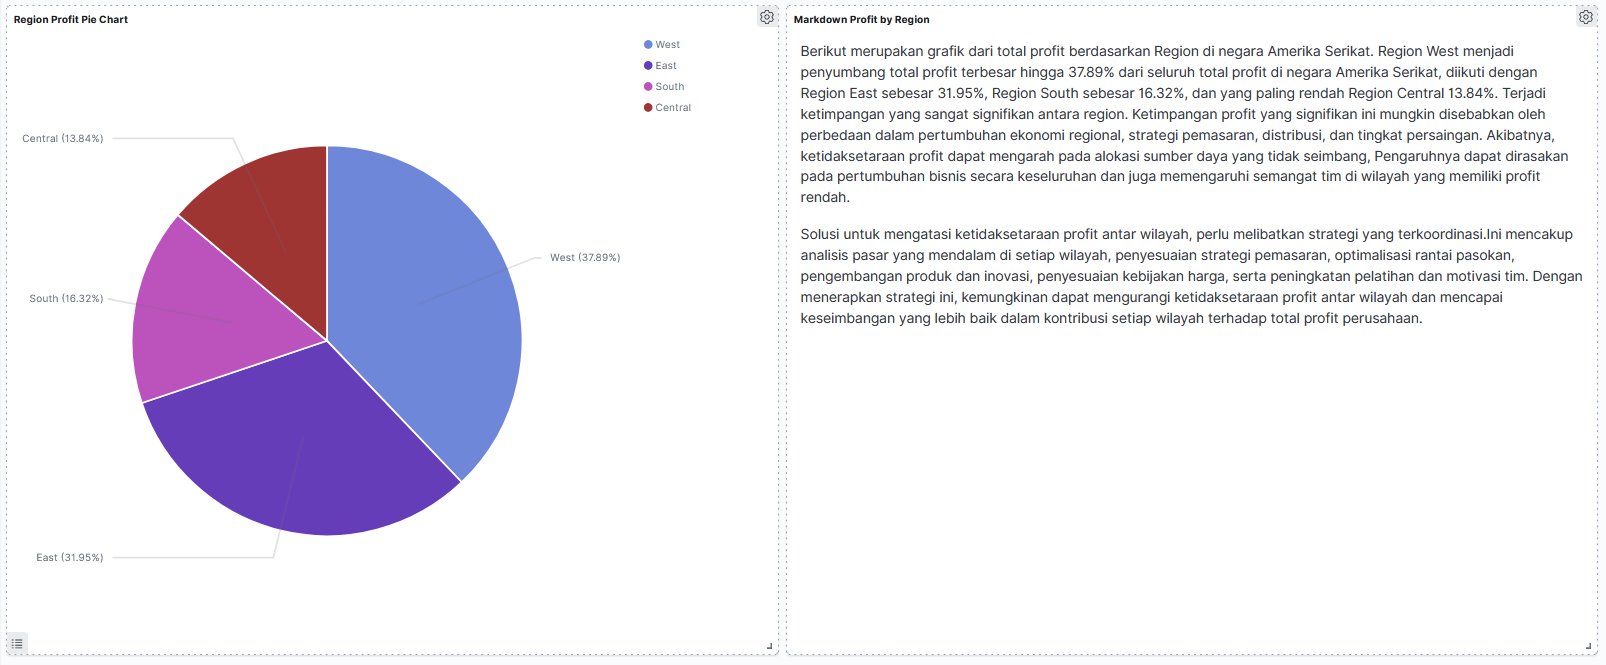 Region Profit Pie Chart
West
East
South
Central
Central (13.84%)
West (37.89%)
South (16.32%)
East (31.95%)
Markdown Profit by Region
Berikut merupakan grafik dari total profit berdasarkan Region di negara Amerika Serikat. Region West menjadi
penyumbang total profit terbesar hingga 37.89% dari seluruh total profit di negara Amerika Serikat, diikuti dengan
Region East sebesar 31.95%, Region South sebesar 16.32%, dan yang paling rendah Region Central 13.84%. Terjadi
ketimpangan yang sangat signifikan antara region. Ketimpangan profit yang signifikan ini mungkin disebabkan oleh
perbedaan dalam pertumbuhan ekonomi regional, strategi pemasaran, distribusi, dan tingkat persaingan. Akibatnya,
ketidaksetaraan profit dapat mengarah pada alokasi sumber daya yang tidak seimbang, Pengaruhnya dapat dirasakan
pada pertumbuhan bisnis secara keseluruhan dan juga memengaruhi semangat tim di wilayah yang memiliki profit
rendah.
Solusi untuk mengatasi ketidaksetaraan profit antar wilayah, perlu melibatkan strategi yang terkoordinasi.Ini mencakup
analisis pasar yang mendalam di setiap wilayah, penyesuaian strategi pemasaran, optimalisasi rantai pasokan,
pengembangan produk dan inovasi, penyesuaian kebijakan harga, serta peningkatan pelatihan dan motivasi tim. Dengan
menerapkan strategi ini, kemungkinan dapat mengurangi ketidaksetaraan profit antar wilayah dan mencapai
keseimbangan yang lebih baik dalam kontribusi setiap wilayah terhadap total profit perusahaan.